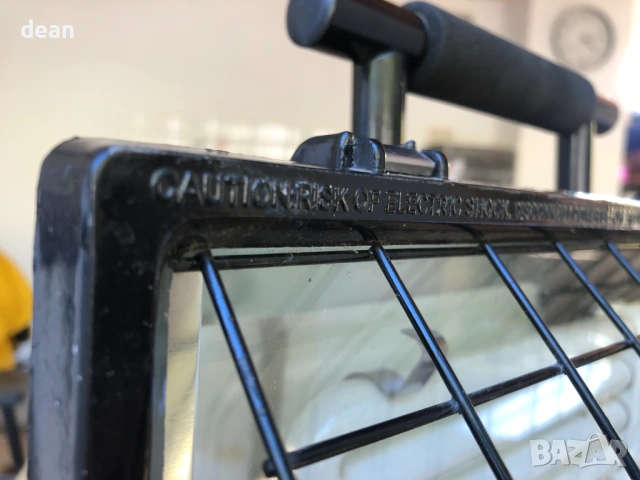 dean
CAUTION:RISK OF ELECTRIC SHOCK.
BAZAR